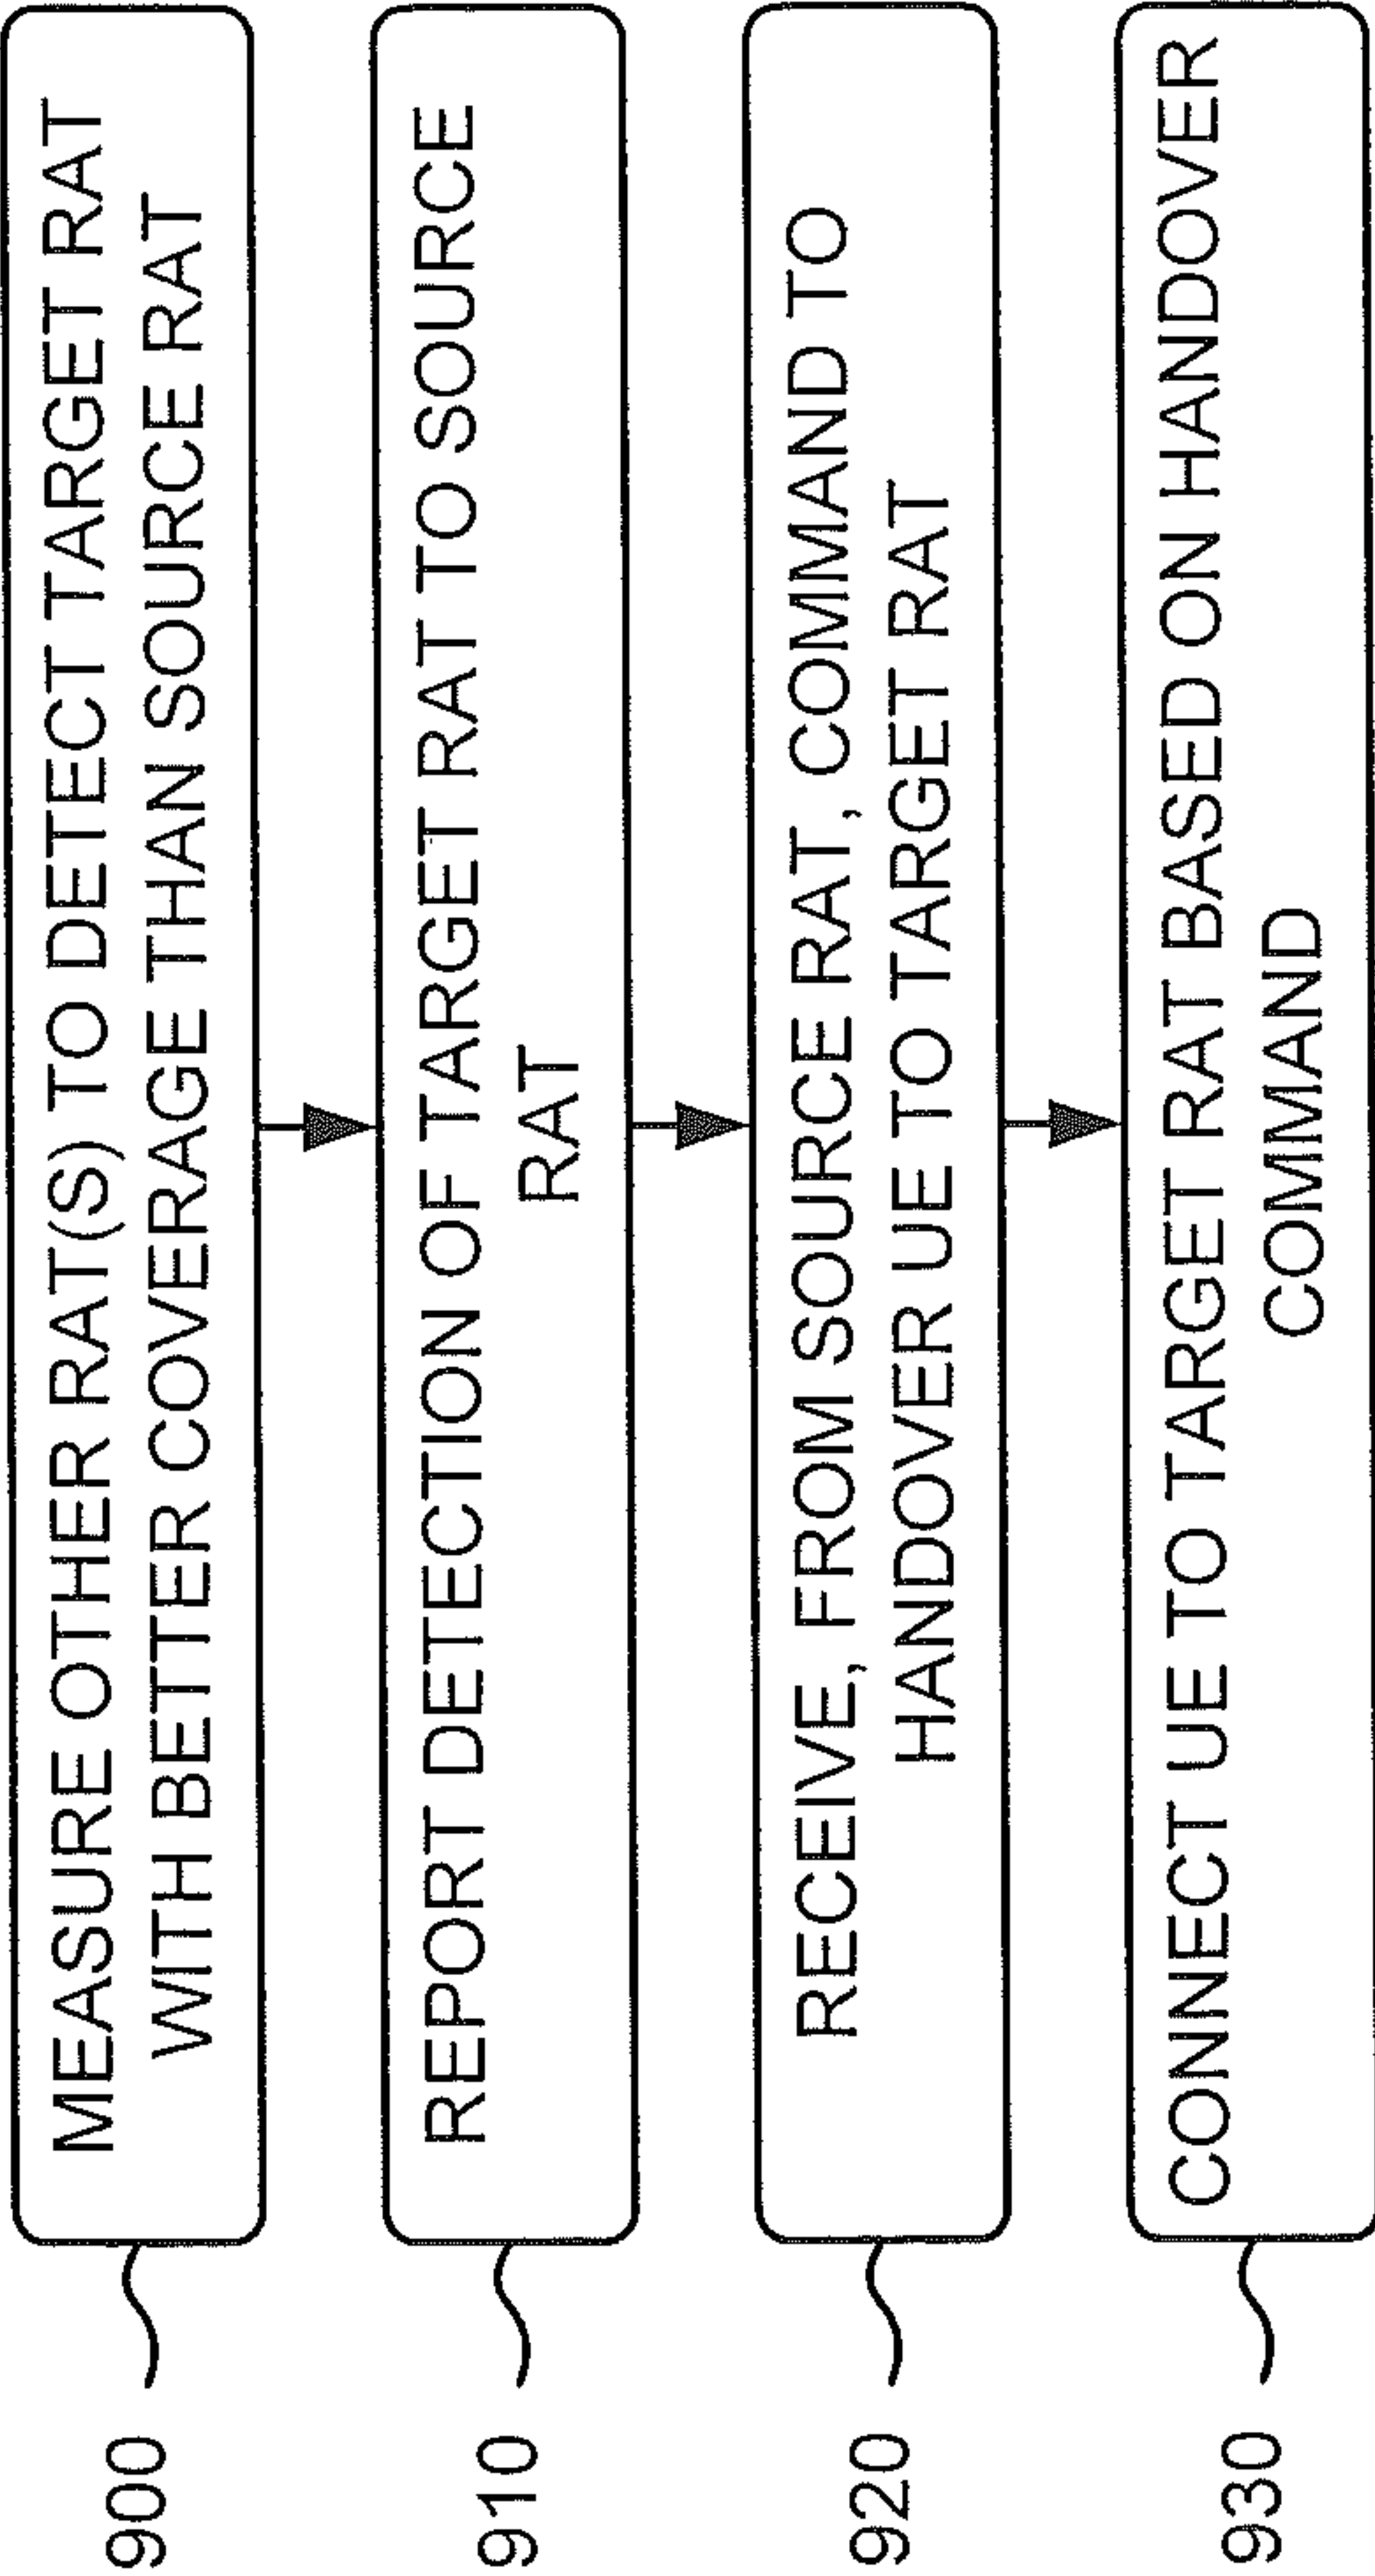 900
MEASURE OTHER RAT(S) TO DETECT TARGET RAT
WITH BETTER COVERAGE THAN SOURCE RAT
910
REPORT DETECTION OF TARGET RAT TO SOURCE
RAT
920
RECEIVE, FROM SOURCE RAT, COMMAND TO
HANDOVER UE TO TARGET RAT
930
CONNECT UE TO TARGET RAT BASED ON HANDOVER
COMMAND